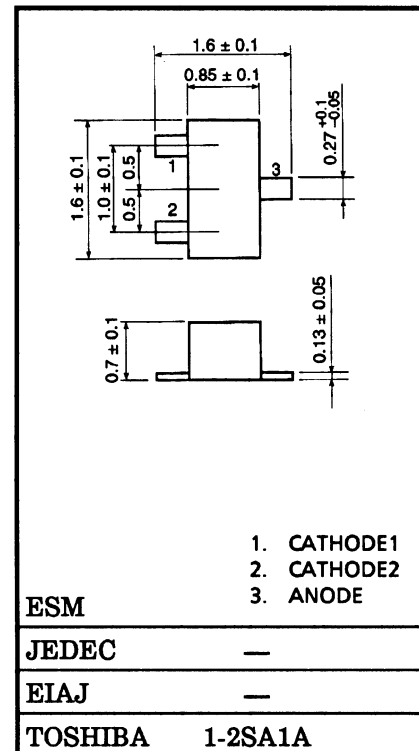 1.6 ± 0.1
0.85 ± 0.1
1.6 ± 0.1
1.0 ± 0.1
0.5
0.5
1
2
3
0.27 +0.1 -0.05
0.7 ± 0.1
0.13 ± 0.05
1. CATHODE1
2. CATHODE2
3. ANODE
ESM
JEDEC —
EIAJ —
TOSHIBA 1-2SA1A